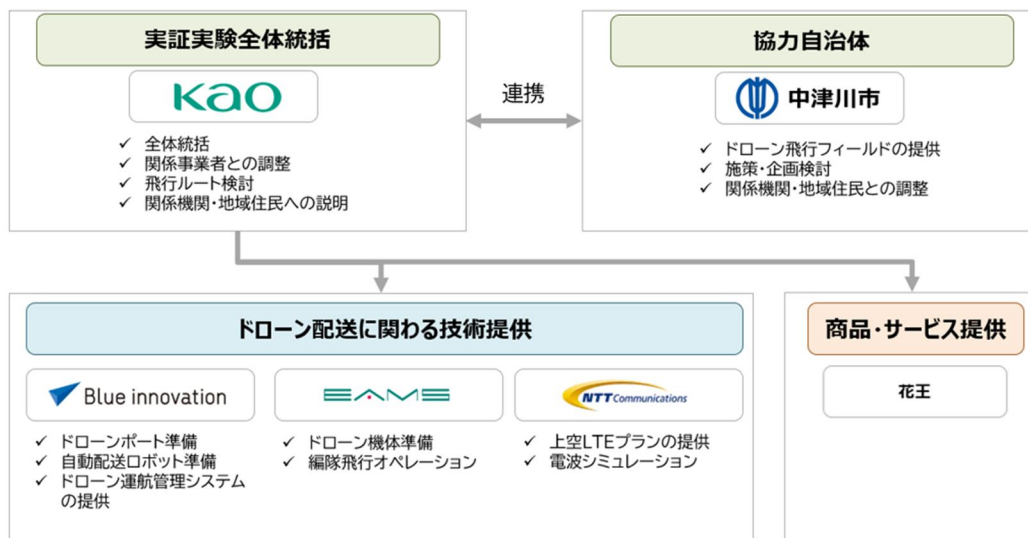 実証実験全体統括
Kao
✓ 全体統括
✓ 関係事業者との調整
✓ 飛行ルート検討
✓ 関係機関・地域住民への説明
連携
協力自治体
中津川市
✓ ドローン飛行フィールドの提供
✓ 施策・企画検討
✓ 関係機関・地域住民との調整
ドローン配送に関わる技術提供
Blue innovation
✓ ドローンポート準備
✓ 自動配送ロボット準備
✓ ドローン運航管理システム
の提供
EAMS
✓ ドローン機体準備
✓ 編隊飛行オペレーション
NTT Communications
✓ 上空LTEプランの提供
✓ 電波シミュレーション
商品・サービス提供
花王